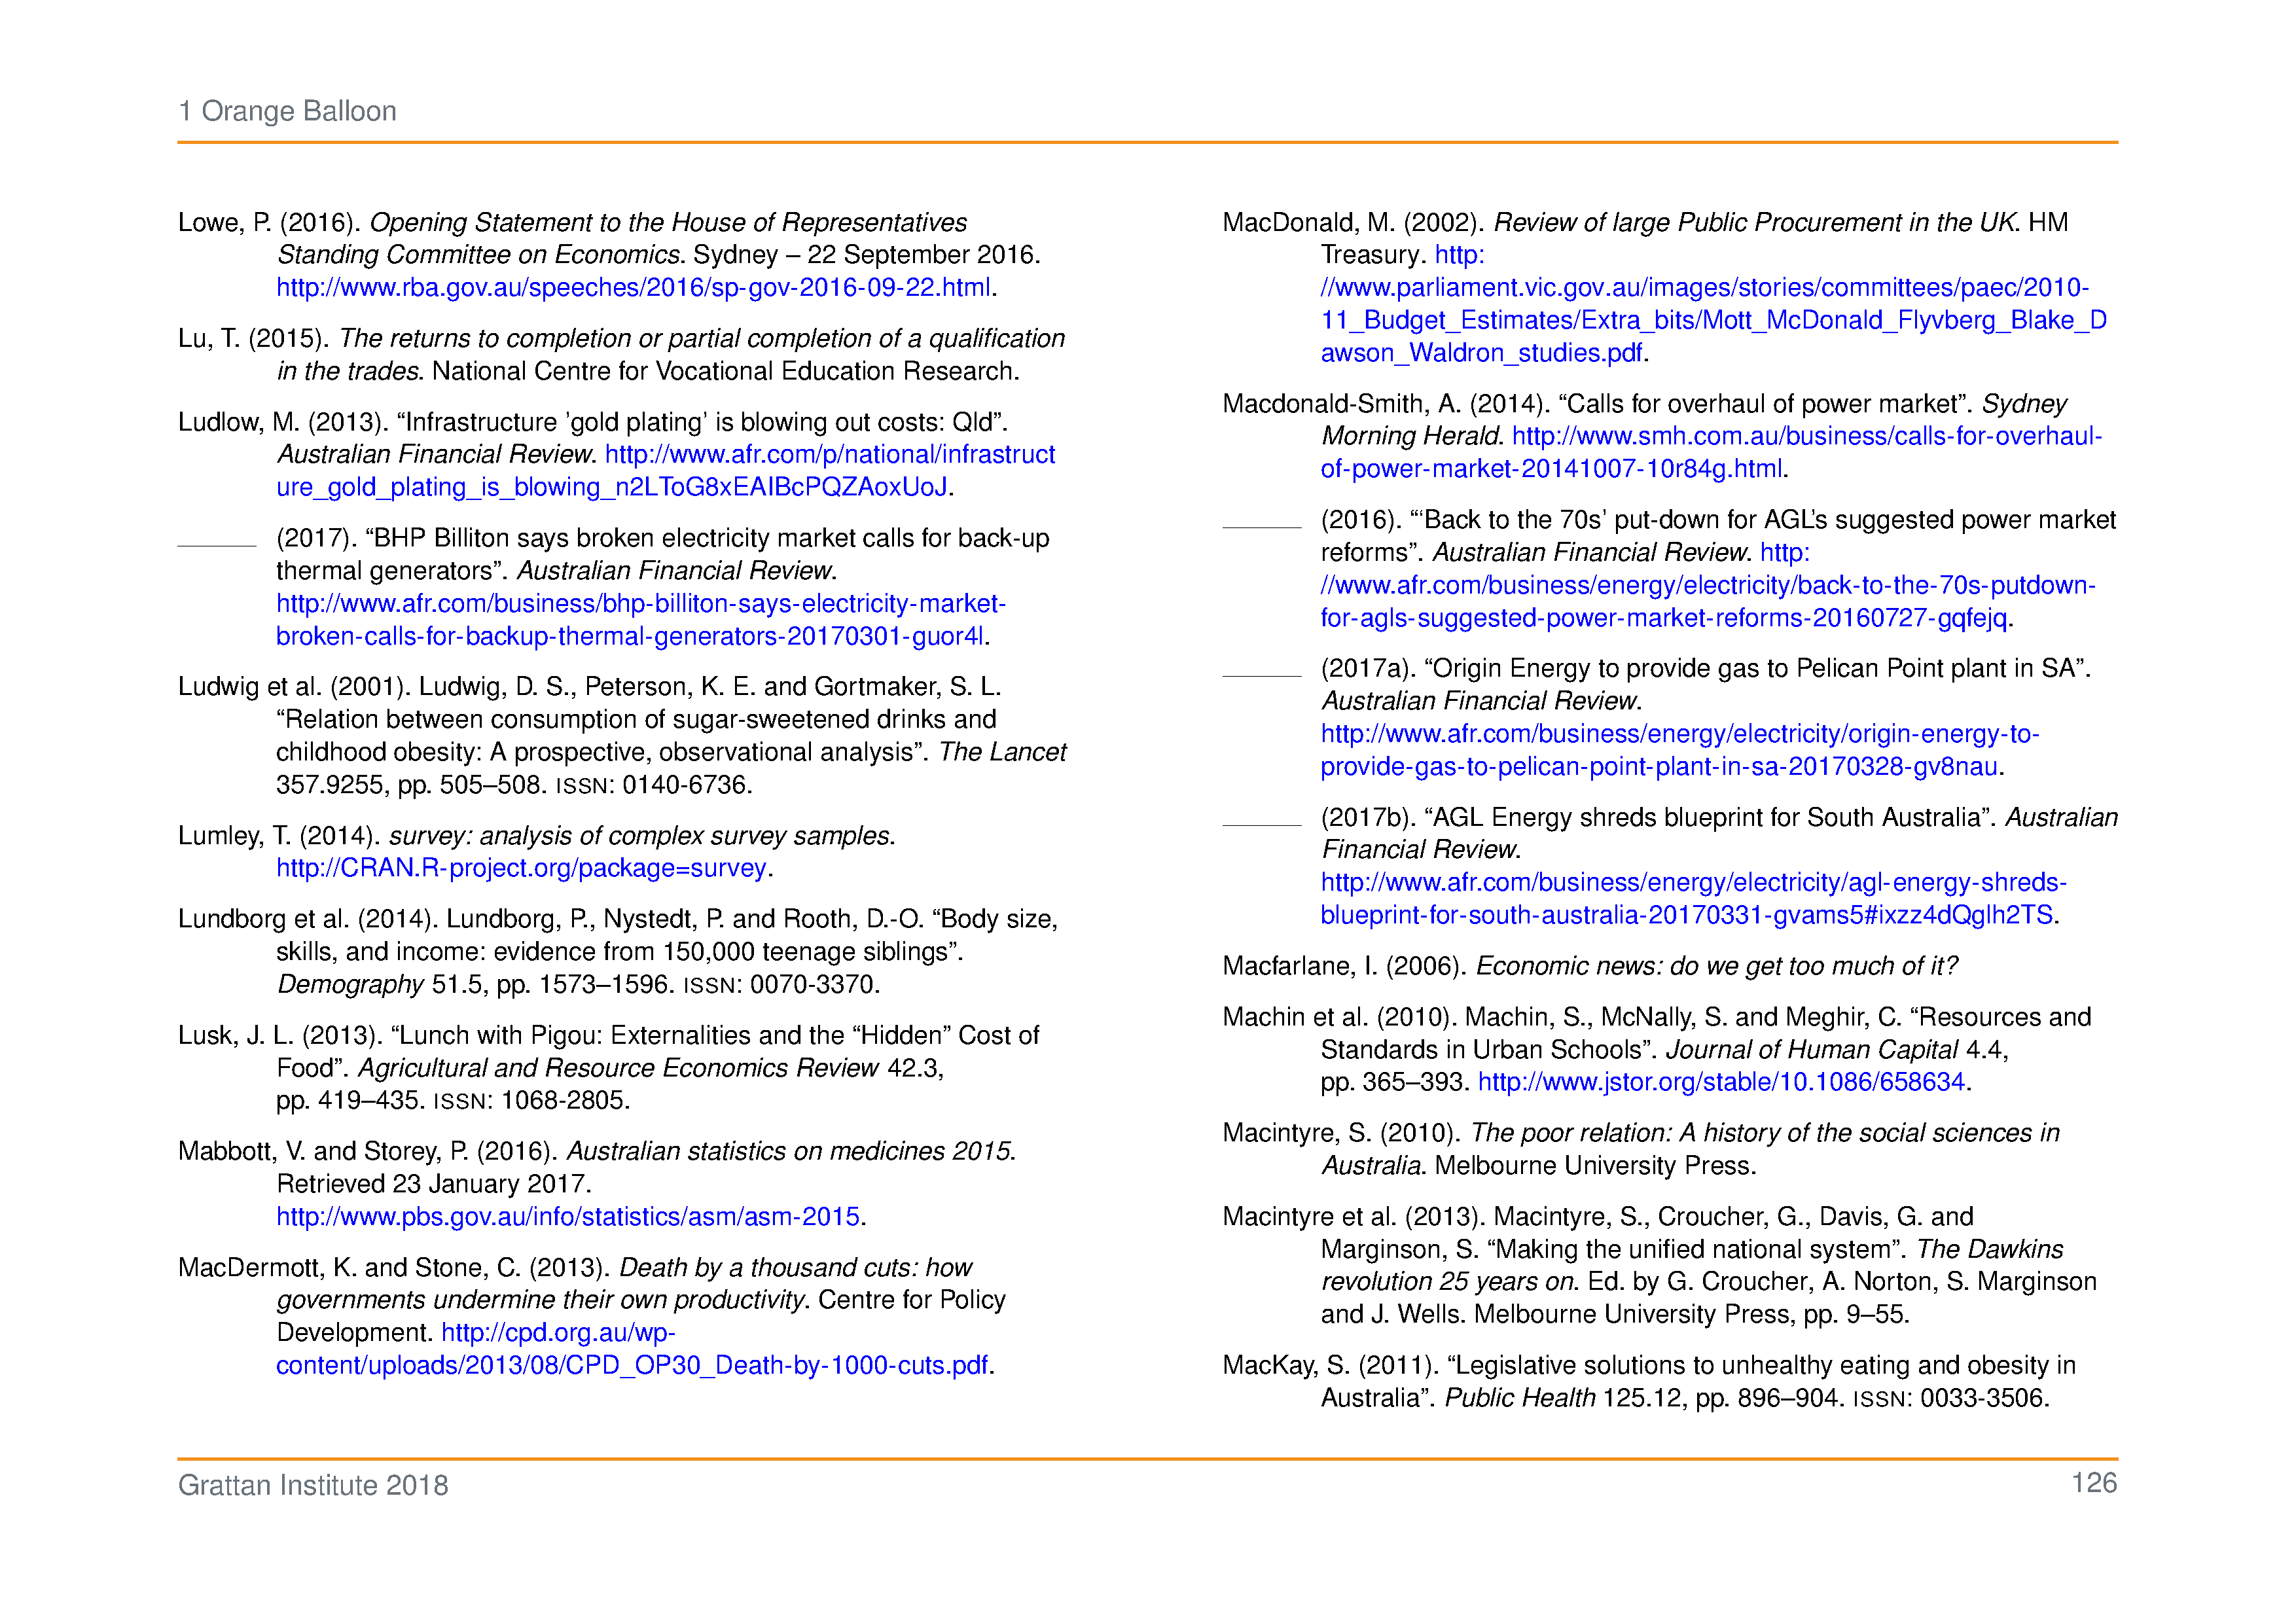 1 Orange Balloon
Lowe, P. (2016). Opening Statement to the House of Representatives
Standing Committee on Economics. Sydney – 22 September 2016.
http://www.rba.gov.au/speeches/2016/sp-gov-2016-09-22.html.
Lu, T. (2015). The returns to completion or partial completion of a qualification
in the trades. National Centre for Vocational Education Research.
Ludlow, M. (2013). “Infrastructure ’gold plating’ is blowing out costs: Qld”.
Australian Financial Review. http://www.afr.com/p/national/infrastruct
ure_gold_plating_is_blowing_n2LToG8xEAIBcPQZAoxUoJ.
(2017). “BHP Billiton says broken electricity market calls for back-up
thermal generators”. Australian Financial Review.
http://www.afr.com/business/bhp-billiton-says-electricity-market-
broken-calls-for-backup-thermal-generators-20170301-guor4l.
Ludwig et al. (2001). Ludwig, D. S., Peterson, K. E. and Gortmaker, S. L.
“Relation between consumption of sugar-sweetened drinks and
childhood obesity: A prospective, observational analysis”. The Lancet
357.9255, pp. 505–508. ISSN: 0140-6736.
Lumley, T. (2014). survey: analysis of complex survey samples.
http://CRAN.R-project.org/package=survey.
Lundborg et al. (2014). Lundborg, P., Nystedt, P. and Rooth, D.-O. “Body size,
skills, and income: evidence from 150,000 teenage siblings”.
Demography 51.5, pp. 1573–1596. ISSN: 0070-3370.
Lusk, J. L. (2013). “Lunch with Pigou: Externalities and the “Hidden” Cost of
Food”. Agricultural and Resource Economics Review 42.3,
pp. 419–435. ISSN: 1068-2805.
Mabbott, V. and Storey, P. (2016). Australian statistics on medicines 2015.
Retrieved 23 January 2017.
http://www.pbs.gov.au/info/statistics/asm/asm-2015.
MacDermott, K. and Stone, C. (2013). Death by a thousand cuts: how
governments undermine their own productivity. Centre for Policy
Development. http://cpd.org.au/wp-
content/uploads/2013/08/CPD_OP30_Death-by-1000-cuts.pdf.
MacDonald, M. (2002). Review of large Public Procurement in the UK. HM
Treasury. http:
//www.parliament.vic.gov.au/images/stories/committees/paec/2010-
11_Budget_Estimates/Extra_bits/Mott_McDonald_Flyvberg_Blake_D
awson_Waldron_studies.pdf.
Macdonald-Smith, A. (2014). “Calls for overhaul of power market”. Sydney
Morning Herald. http://www.smh.com.au/business/calls-for-overhaul-
of-power-market-20141007-10r84g.html.
(2016). “‘Back to the 70s’ put-down for AGL’s suggested power market
reforms”. Australian Financial Review. http:
//www.afr.com/business/energy/electricity/back-to-the-70s-putdown-
for-agls-suggested-power-market-reforms-20160727-gqfejq.
(2017a). “Origin Energy to provide gas to Pelican Point plant in SA”.
Australian Financial Review.
http://www.afr.com/business/energy/electricity/origin-energy-to-
provide-gas-to-pelican-point-plant-in-sa-20170328-gv8nau.
(2017b). “AGL Energy shreds blueprint for South Australia”. Australian
Financial Review.
http://www.afr.com/business/energy/electricity/agl-energy-shreds-
blueprint-for-south-australia-20170331-gvams5#ixzz4dQglh2TS.
Macfarlane, I. (2006). Economic news: do we get too much of it?
Machin et al. (2010). Machin, S., McNally, S. and Meghir, C. “Resources and
Standards in Urban Schools”. Journal of Human Capital 4.4,
pp. 365–393. http://www.jstor.org/stable/10.1086/658634.
Macintyre, S. (2010). The poor relation: A history of the social sciences in
Australia. Melbourne University Press.
Macintyre et al. (2013). Macintyre, S., Croucher, G., Davis, G. and
Marginson, S. “Making the unified national system”. The Dawkins
revolution 25 years on. Ed. by G. Croucher, A. Norton, S. Marginson
and J. Wells. Melbourne University Press, pp. 9–55.
MacKay, S. (2011). “Legislative solutions to unhealthy eating and obesity in
Australia”. Public Health 125.12, pp. 896–904. ISSN: 0033-3506.
Grattan Institute 2018
126